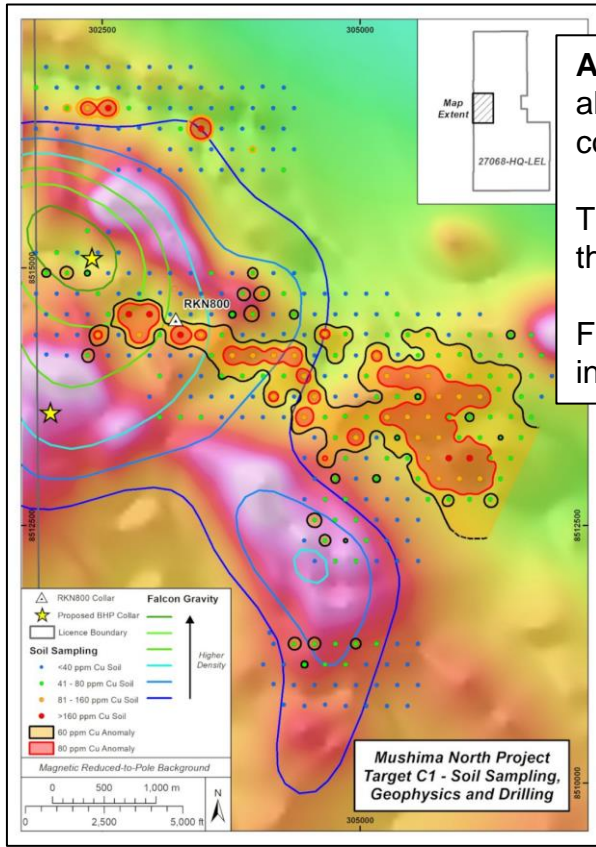 302500
305000
Map
Extent
27068-HQ-LEL
A
al
co
T
th
F
in
8515000
RKN800
8512500
8512500
RKN800 Collar
Proposed BHP Collar
Licence Boundary
Soil Sampling
<40 ppm Cu Soil
41 - 80 ppm Cu Soil
81 - 160 ppm Cu Soil
>160 ppm Cu Soil
60 ppm Cu Anomaly
80 ppm Cu Anomaly
Falcon Gravity
Higher
Density
Magnetic Reduced-to-Pole Background
0 500 1,000 m
0 2,500 5,000 ft
N
Mushima North Project
Target C1 - Soil Sampling,
Geophysics and Drilling
8510000
305000